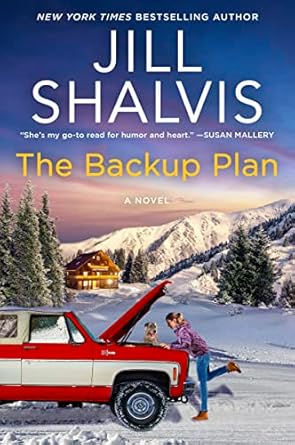 NEW YORK TIMES BESTSELLING AUTHOR
JILL
SHALVIS
"She's my go-to read for humor and heart." —SUSAN MALLERY
The Backup Plan
A NOVEL